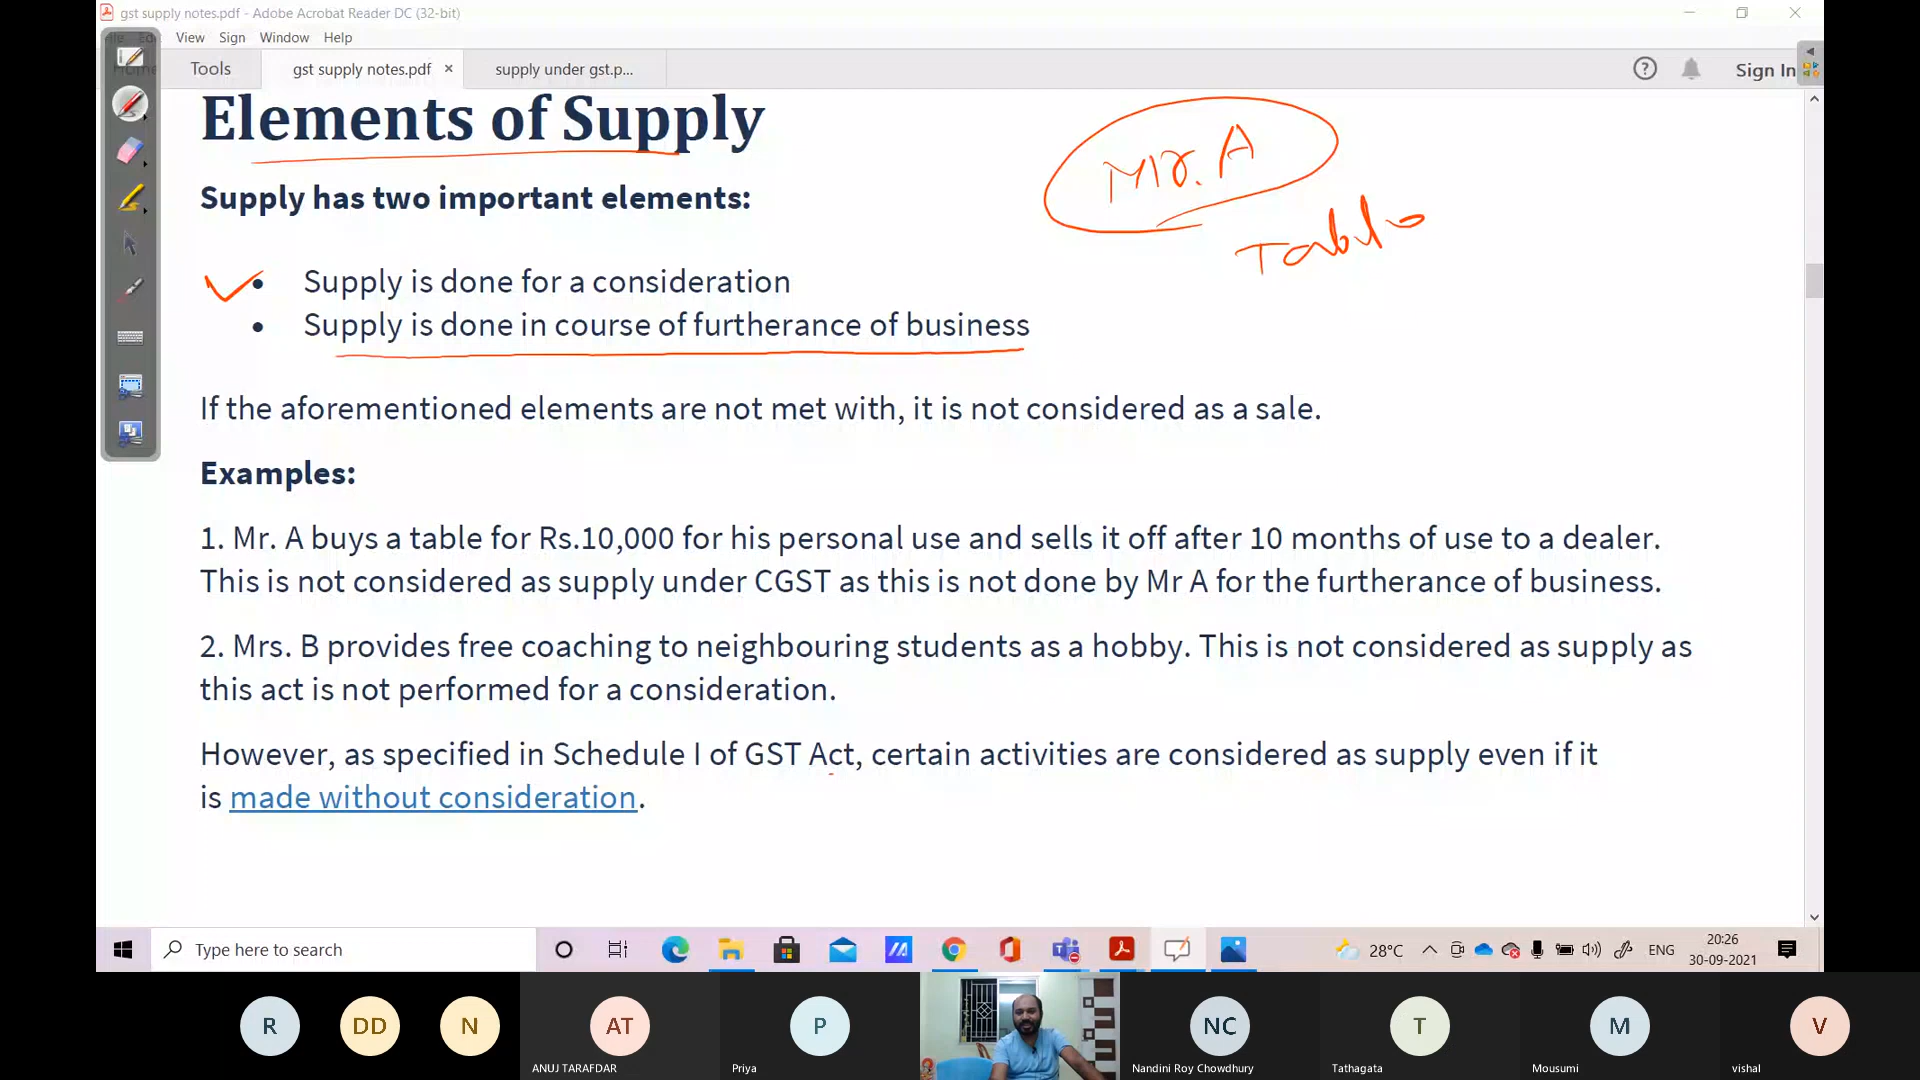 gst supply notes.pdf - Adobe Acrobat Reader DC (32-bit)
View Sign Window Help
Tools gst supply notes.pdf × supply under gst.p... Sign In
Elements of Supply
Mr. A
Supply has two important elements:
Table
• Supply is done for a consideration
• Supply is done in course of furtherance of business
If the aforementioned elements are not met with, it is not considered as a sale.
Examples:
1. Mr. A buys a table for Rs.10,000 for his personal use and sells it off after 10 months of use to a dealer.
This is not considered as supply under CGST as this is not done by Mr A for the furtherance of business.
2. Mrs. B provides free coaching to neighbouring students as a hobby. This is not considered as supply as
this act is not performed for a consideration.
However, as specified in Schedule I of GST Act, certain activities are considered as supply even if it
is made without consideration.
Type here to search 28°C ENG 20:26
30-09-2021
R DD N AT P NC T M V
ANUJ TARAFDAR Priya Nandini Roy Chowdhury Tathagata Mousumi vishal